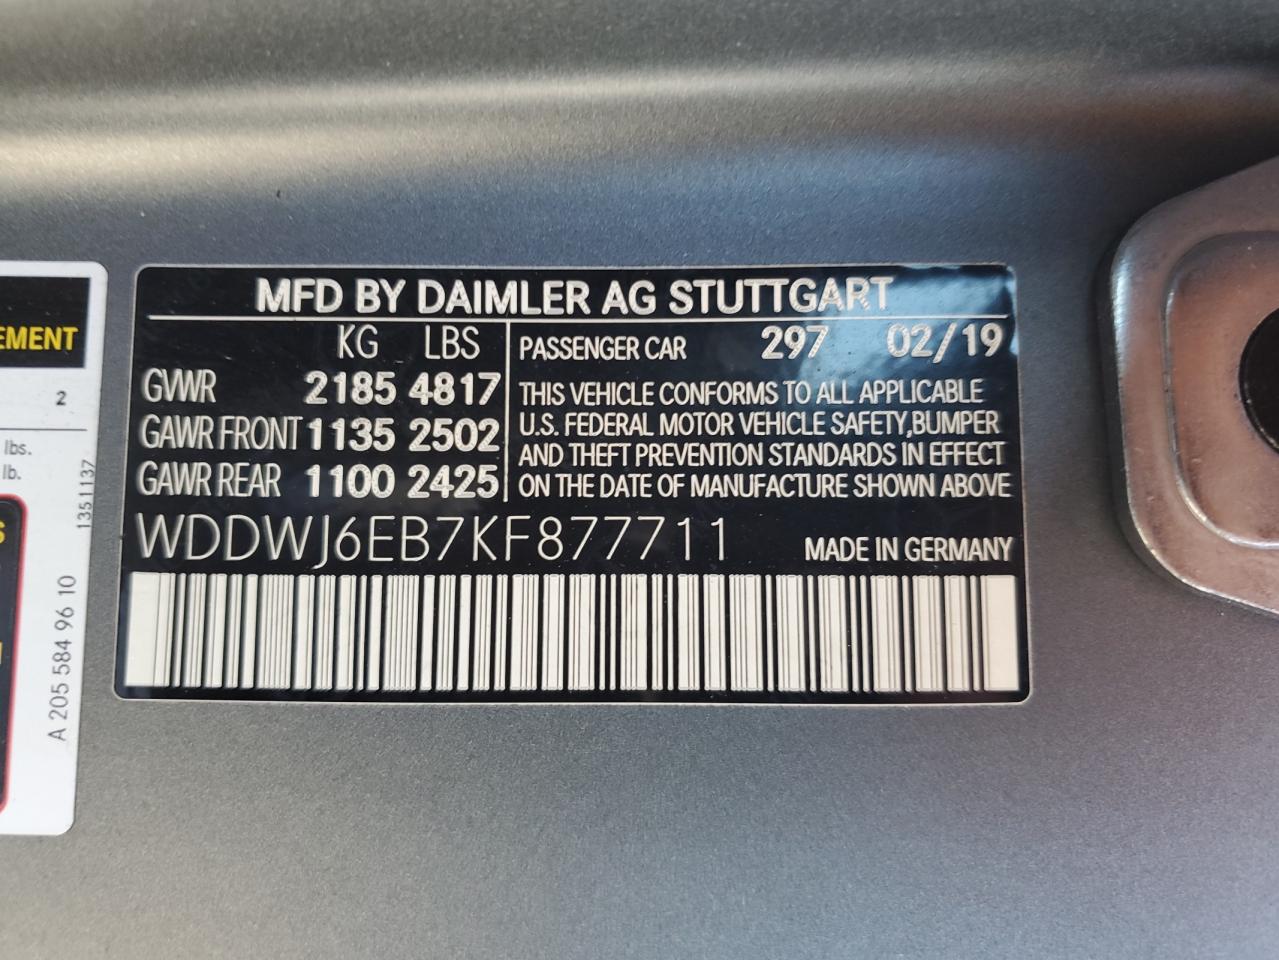 MFD BY DAIMLER AG STUTTGART
KG LBS
GVWR 2185 4817
GAWR FRONT 1135 2502
GAWR REAR 1100 2425
PASSENGER CAR 297 02/19
THIS VEHICLE CONFORMS TO ALL APPLICABLE
U.S. FEDERAL MOTOR VEHICLE SAFETY,BUMPER
AND THEFT PREVENTION STANDARDS IN EFFECT
ON THE DATE OF MANUFACTURE SHOWN ABOVE
WDDWJ6EB7KF877711 MADE IN GERMANY
EMENT
2
lbs.
lb.
S
1351137
A 205 584 96 10